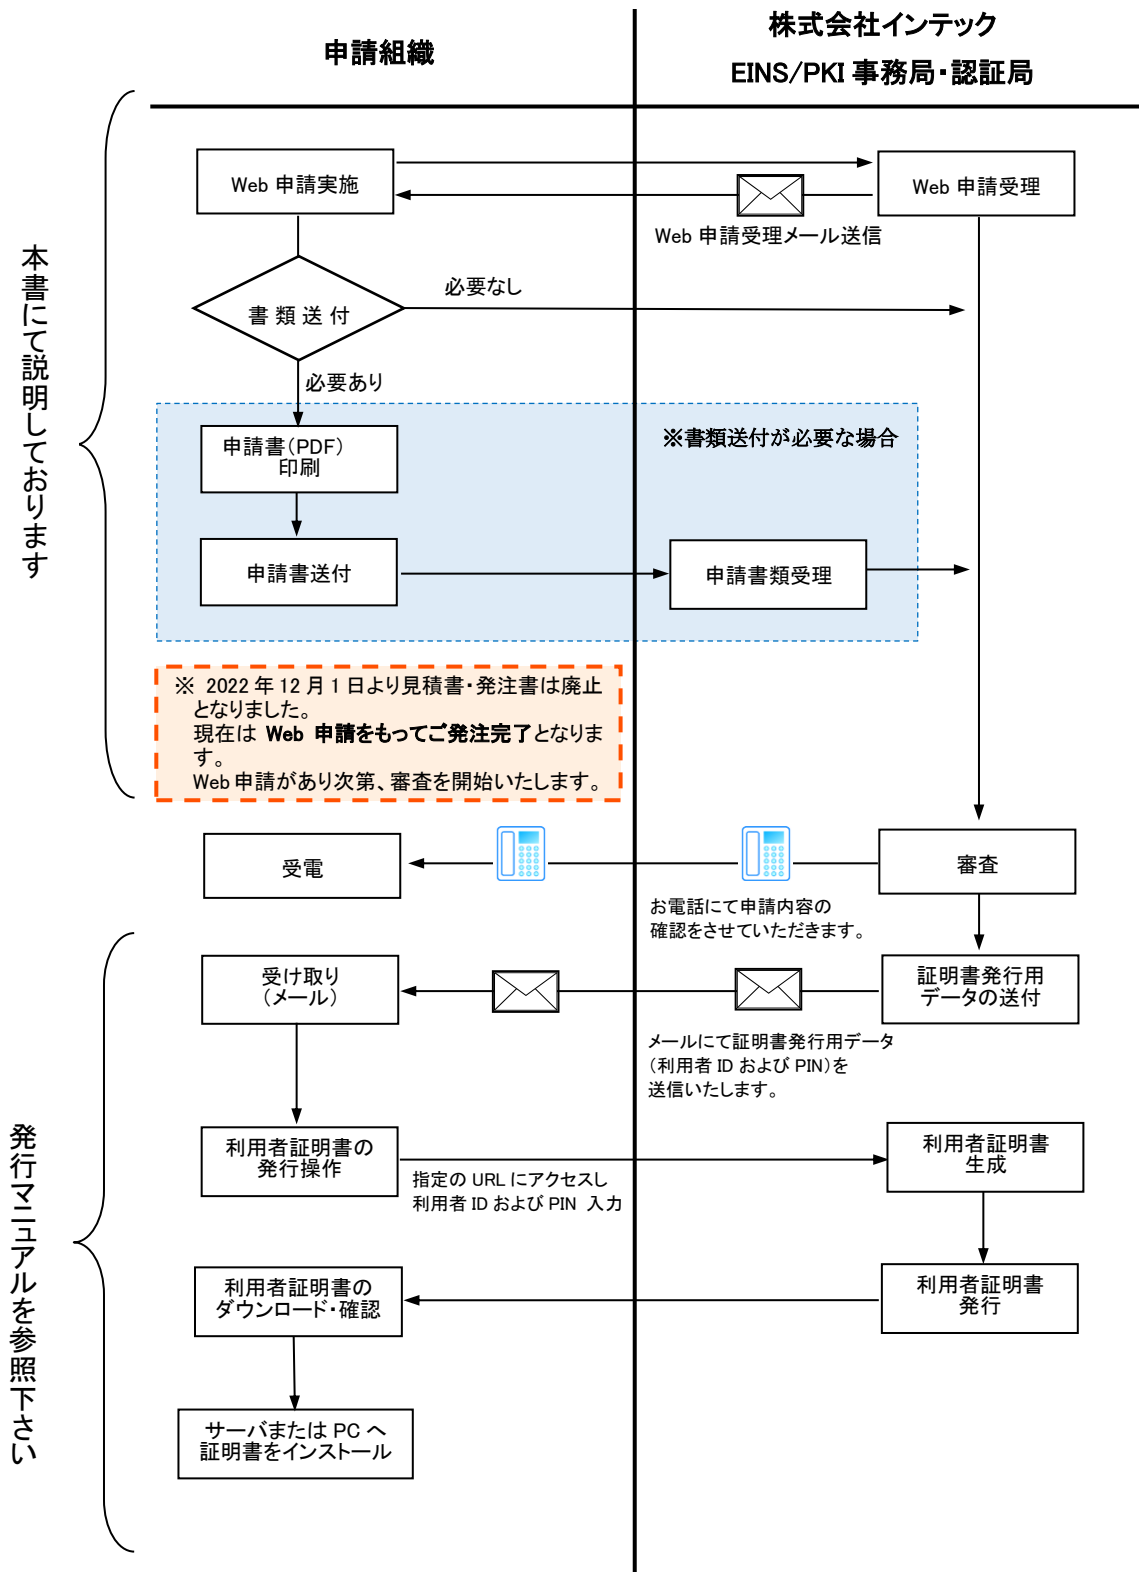 申請組織
株式会社インテック
EINS/PKI 事務局・認証局
本書にて説明しております
Web 申請実施
Web 申請受理
Web 申請受理メール送信
書類送付
必要なし
必要あり
※書類送付が必要な場合
申請書(PDF)
印刷
申請書送付
申請書類受理
※ 2022 年 12 月 1 日より見積書・発注書は廃止
となりました。
現在は Web 申請をもってご発注完了となりま
す。
Web 申請があり次第、審査を開始いたします。
受電
審査
お電話にて申請内容の
確認をさせていただきます。
発行マニュアルを参照下さい
受け取り
(メール)
証明書発行用
データの送付
メールにて証明書発行用データ
(利用者 ID および PIN)を
送信いたします。
利用者証明書の
発行操作
指定の URL にアクセスし
利用者 ID および PIN 入力
利用者証明書
生成
利用者証明書の
ダウンロード・確認
利用者証明書
発行
サーバまたは PC へ
証明書をインストール